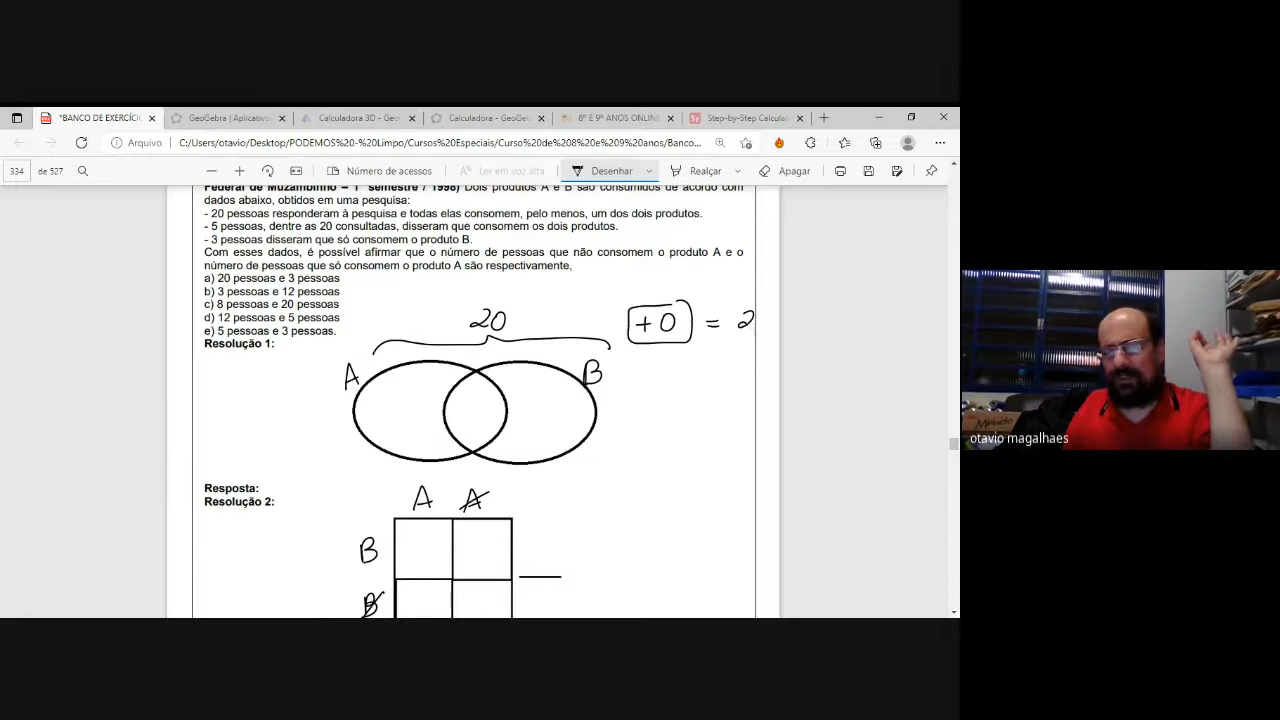 *BANCO DE EXERCÍCI
GeoGebra | Aplicativo
Calculadora 3D - Geo
Calculadora - GeoGe
8º E 9º ANOS ONLINE
Step-by-Step Calculat
Arquivo
C:/Users/otavio/Desktop/PODEMOS%20-%20Limpo/Cursos%20Especiais/Curso%20de%208%20e%209%20anos/Banco...
334 de 527
Número de acessos
Ler em voz alta
Desenhar
Realçar
Apagar
Federal de Muzambinho – 1º semestre / 1998) Dois produtos A e B são consumidos de acordo com
dados abaixo, obtidos em uma pesquisa:
- 20 pessoas responderam à pesquisa e todas elas consomem, pelo menos, um dos dois produtos.
- 5 pessoas, dentre as 20 consultadas, disseram que consomem os dois produtos.
- 3 pessoas disseram que só consomem o produto B.
Com esses dados, é possível afirmar que o número de pessoas que não consomem o produto A e o
número de pessoas que só consomem o produto A são respectivamente,
a) 20 pessoas e 3 pessoas
b) 3 pessoas e 12 pessoas
c) 8 pessoas e 20 pessoas
d) 12 pessoas e 5 pessoas
e) 5 pessoas e 3 pessoas.
Resolução 1:
20
+0 = 2
A B
Resposta:
Resolução 2:
A A
B
B
otavio magalhaes